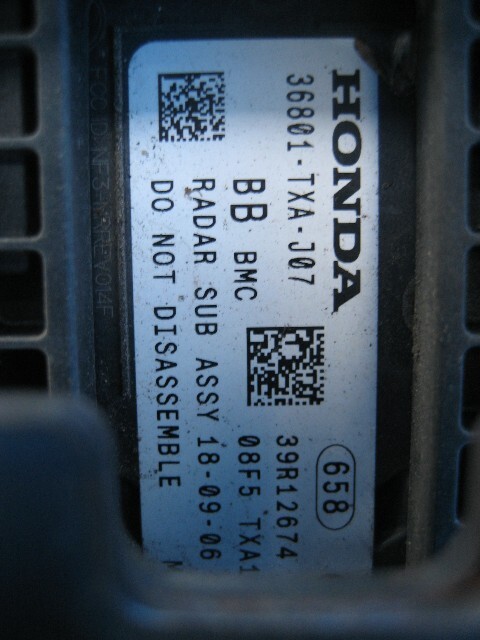 HONDA
658
36801-TXA-J07
39R12674
BB BMC
08F5 TXA1
RADAR SUB ASSY 18-09-06
DO NOT DISASSEMBLE